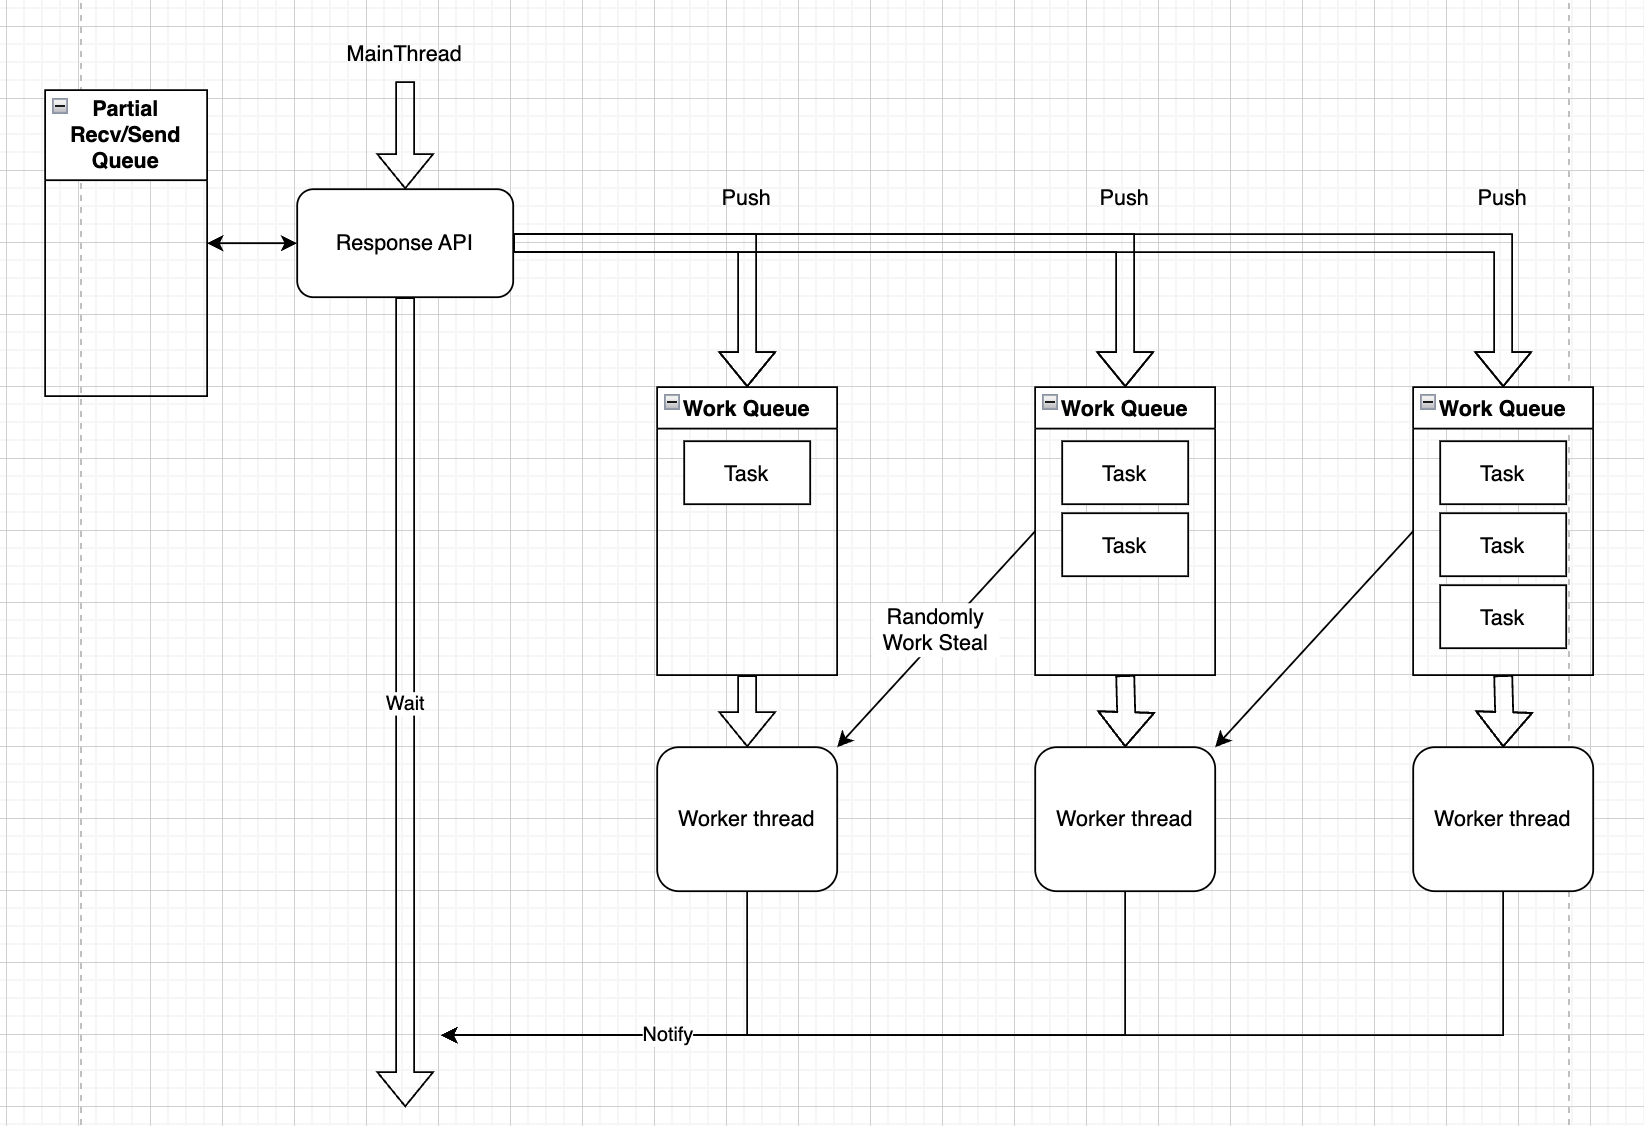 MainThread
Partial
Recv/Send
Queue
Response API
Push
Push
Push
Work Queue
Work Queue
Work Queue
Task
Task
Task
Task
Task
Task
Randomly
Work Steal
Wait
Worker thread
Worker thread
Worker thread
Notify